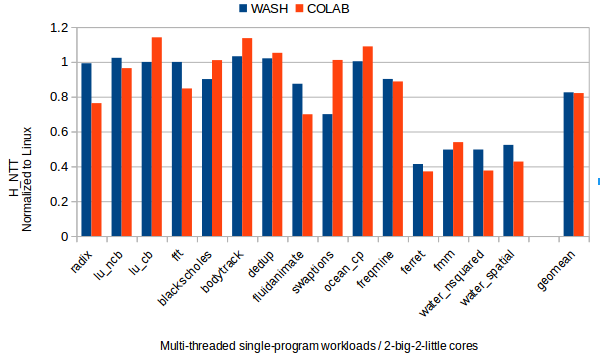 WASH COLAB
1.2
1
0.8
0.6
0.4
0.2
0
H_NTT
Normalized to Linux
radix
lu_ncb
lu_cb
fft
blackscholes
bodytrack
dedup
fluidanimate
swaptions
ocean_cp
freqmine
ferret
fmm
water_nsquared
water_spatial
geomean
Multi-threaded single-program workloads / 2-big-2-little cores